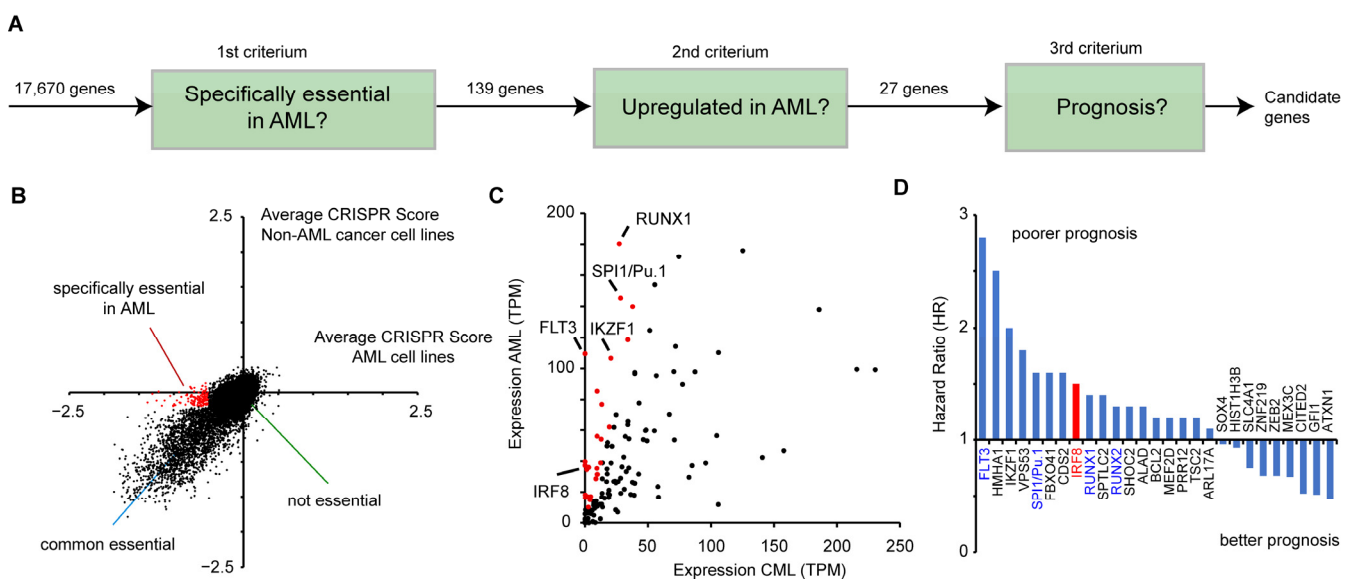 A
1st criterium
2nd criterium
3rd criterium
17,670 genes
Specifically essential
in AML?
139 genes
Upregulated in AML?
27 genes
Prognosis?
Candidate
genes
B
2.5
Average CRISPR Score
Non-AML cancer cell lines
specifically essential
in AML
Average CRISPR Score
AML cell lines
−2.5
2.5
not essential
common essential
−2.5
C
Expression AML (TPM)
200
100
0
RUNX1
SPI1/Pu.1
FLT3
IKZF1
IRF8
0
50
100
150
200
250
Expression CML (TPM)
D
Hazard Ratio (HR)
3
2
1
0
poorer prognosis
FLT3
HMHA1
IKZF1
VPS53
SPI1/Pu.1
FBXO41
CDS2
IRF8
RUNX1
SPTLC2
RUNX2
SHOC2
ALAD
BCL2
MEF2D
PRR12
TSC2
ARL17A
SOX4
HIST1H3B
SLC4A1
ZNF219
ZEB2
MEX3C
CITED2
GFI1
ATXN1
better prognosis